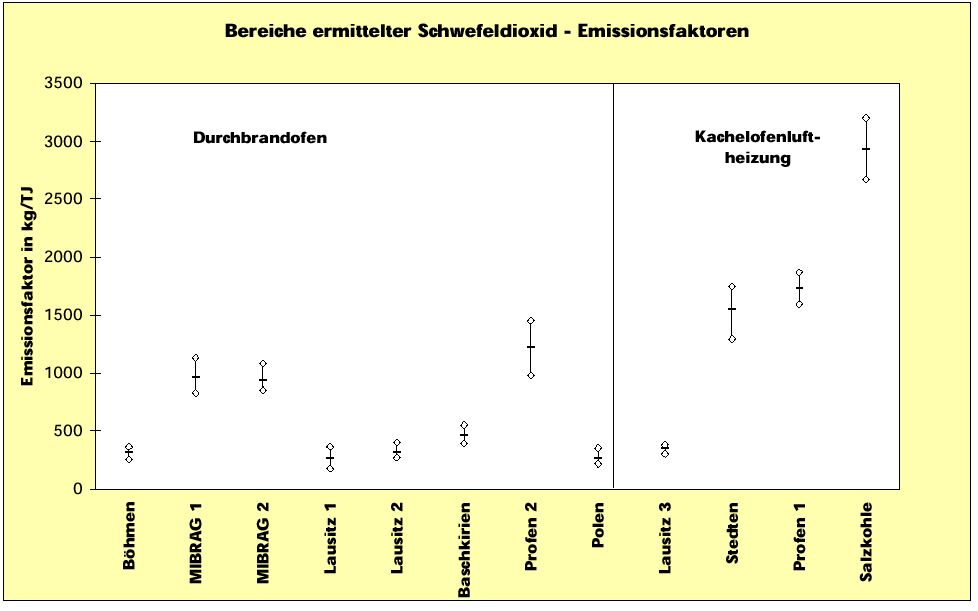 Bereiche ermittelter Schwefeldioxid - Emissionsfaktoren
Emissionsfaktor in kg/TJ
3500
3000
2500
2000
1500
1000
500
0
Durchbrandofen
Kachelofenluft-
heizung
Böhmen
MIBRAG 1
MIBRAG 2
Lausitz 1
Lausitz 2
Baschkirien
Profen 2
Polen
Lausitz 3
Stedten
Profen 1
Salzkohle